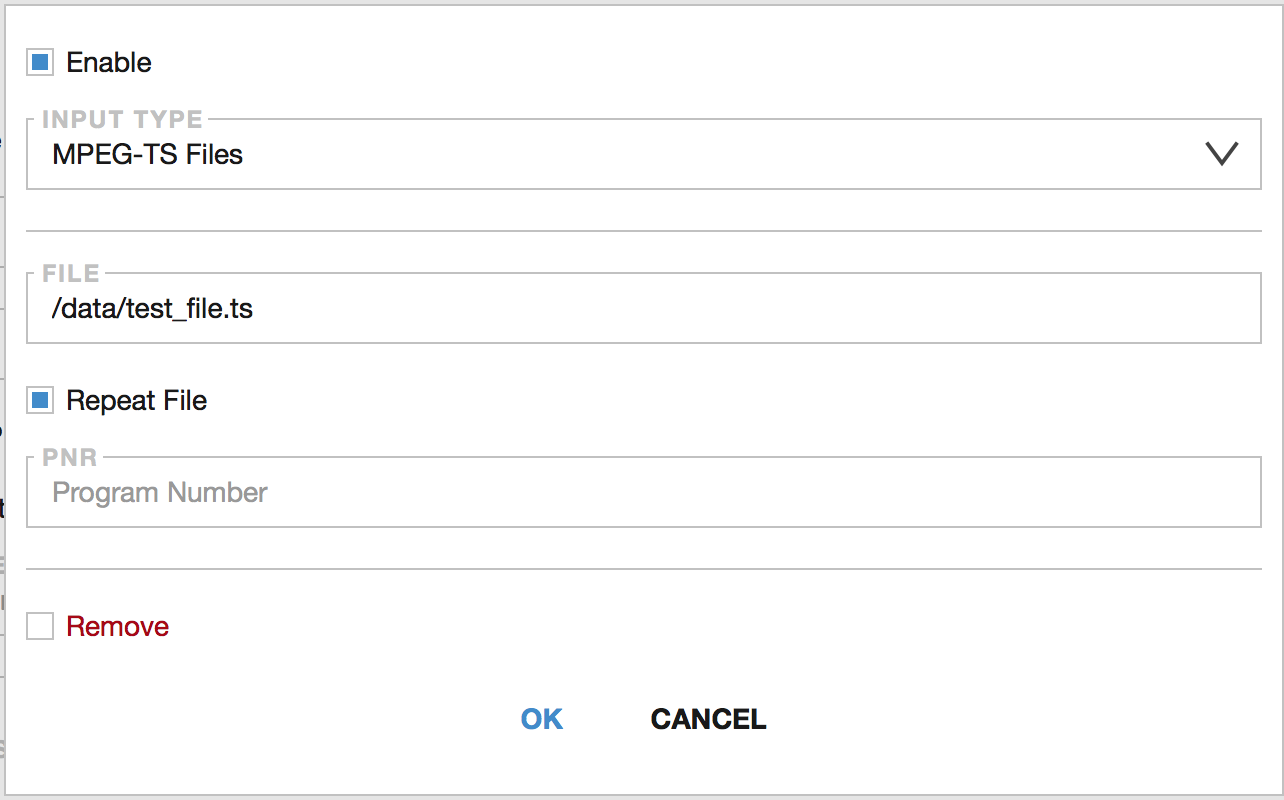 Enable
INPUT TYPE
MPEG-TS Files
FILE
/data/test_file.ts
Repeat File
PNR
Program Number
Remove
OK CANCEL